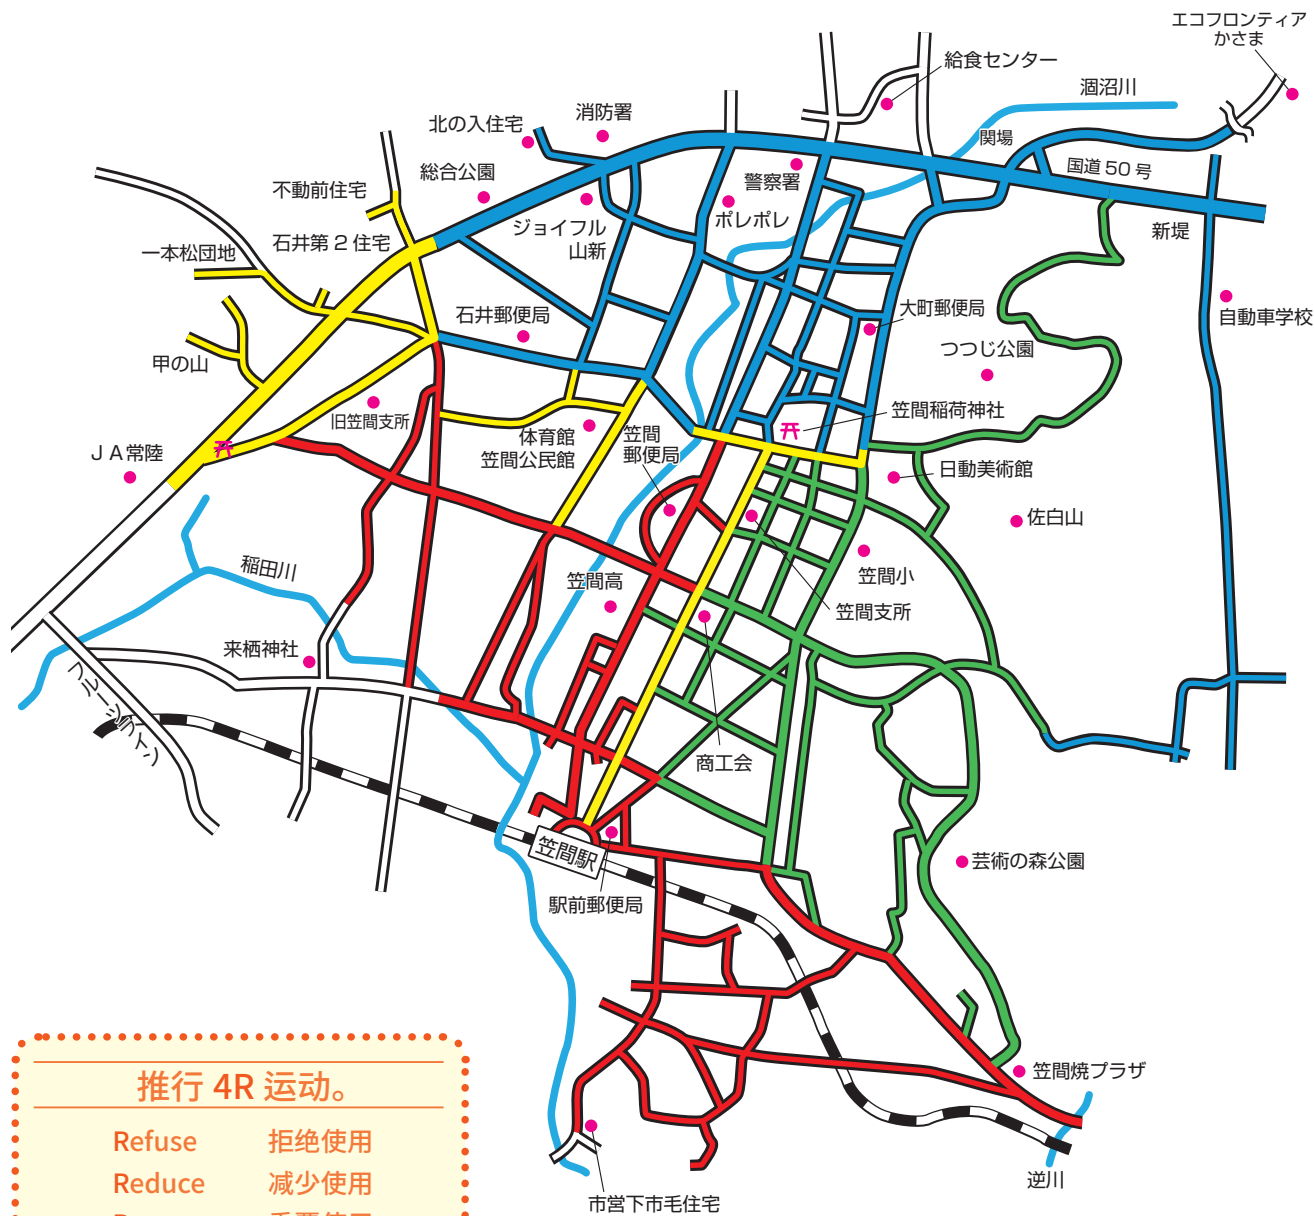 エコフロンティア
かさま
給食センター
涸沼川
消防署
北の入住宅
関場
国道50号
総合公園
警察署
不動前住宅
ポレポレ
ジョイフル
山新
新堤
石井第2住宅
一本松団地
石井郵便局
大町郵便局
自動車学校
つつじ公園
甲の山
笠間稲荷神社
旧笠間支所
体育館
笠間公民館
笠間
郵便局
JA常陸
日動美術館
佐白山
稲田川
笠間高
笠間小
笠間支所
来栖神社
フルーツライン
商工会
笠間駅
芸術の森公園
駅前郵便局
笠間焼プラザ
逆川
市営下市毛住宅
推行 4R 运动。
Refuse 拒绝使用
Reduce 减少使用